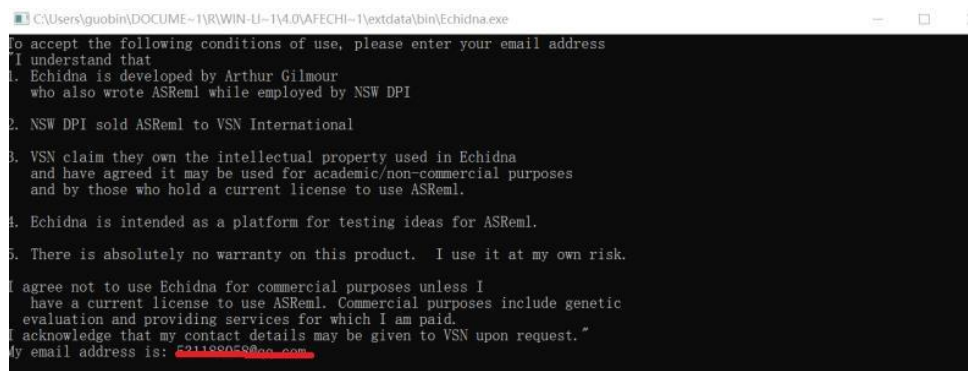 C:\Users\guobin\DOCUME~1\R\WIN-LI~1\4.0\AFECHI~1\extdata\bin\Echidna.exe
To accept the following conditions of use, please enter your email address
"I understand that
1. Echidna is developed by Arthur Gilmour
who also wrote ASReml while employed by NSW DPI
2. NSW DPI sold ASReml to VSN International
3. VSN claim they own the intellectual property used in Echidna
and have agreed it may be used for academic/non-commercial purposes
and by those who hold a current license to use ASReml.
4. Echidna is intended as a platform for testing ideas for ASReml.
5. There is absolutely no warranty on this product.  I use it at my own risk.
I agree not to use Echidna for commercial purposes unless I
have a current license to use ASReml. Commercial purposes include genetic
evaluation and providing services for which I am paid.
I acknowledge that my contact details may be given to VSN upon request."
My email address is: